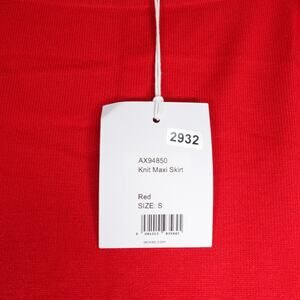 2932
AX94850
Knit Maxi Skirt
Red
SIZE: S